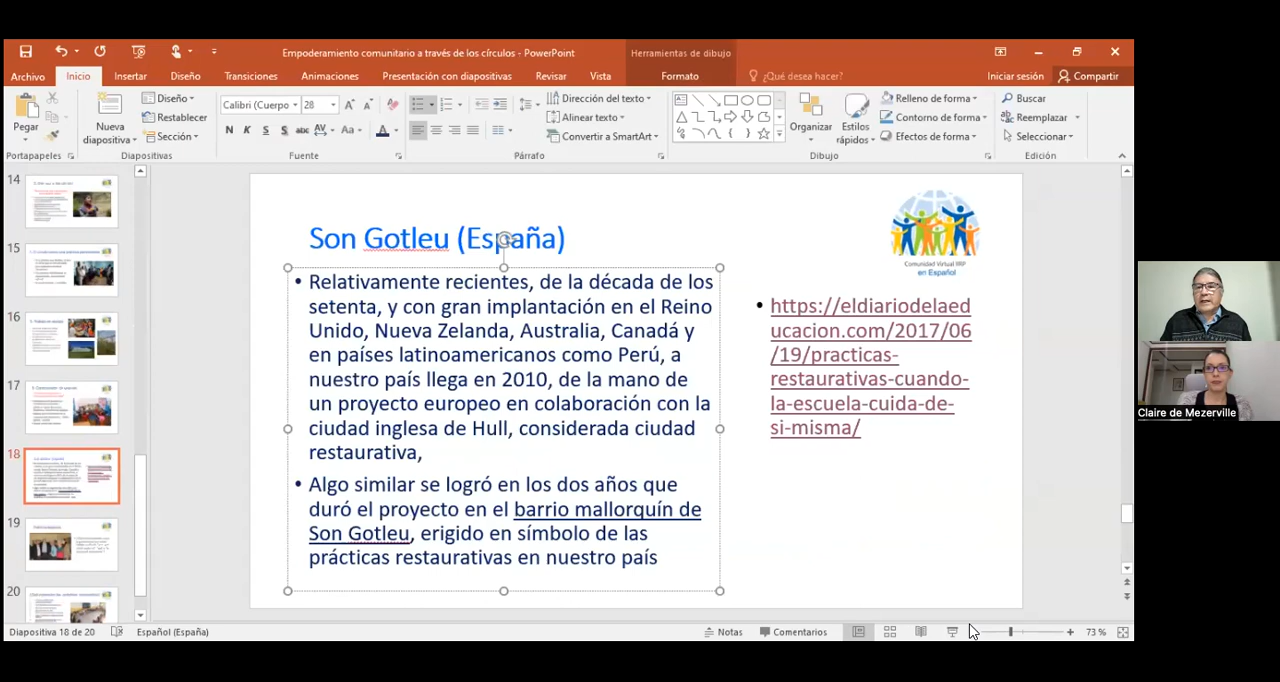 Empoderamiento comunitario a través de los círculos - PowerPoint
Herramientas de dibujo
Archivo
Inicio
Insertar
Diseño
Transiciones
Animaciones
Presentación con diapositivas
Revisar
Vista
Formato
¿Qué desea hacer?
Iniciar sesión
Compartir
Pegar
Nueva
diapositiva
Diseño
Restablecer
Sección
Calibri (Cuerpo
28
N K S S abc AV Aa A
Dirección del texto
Alinear texto
Convertir a SmartArt
Organizar
Estilos
rápidos
Relleno de forma
Contorno de forma
Efectos de forma
Buscar
Reemplazar
Seleccionar
Portapapeles
Diapositivas
Fuente
Párrafo
Dibujo
Edición
14
15
16
17
18
19
20
Son Gotleu (España)
• Relativamente recientes, de la década de los
setenta, y con gran implantación en el Reino
Unido, Nueva Zelanda, Australia, Canadá y
en países latinoamericanos como Perú, a
nuestro país llega en 2010, de la mano de
un proyecto europeo en colaboración con la
ciudad inglesa de Hull, considerada ciudad
restaurativa,
• Algo similar se logró en los dos años que
duró el proyecto en el barrio mallorquín de
Son Gotleu, erigido en símbolo de las
prácticas restaurativas en nuestro país
Comunidad Virtual IIRP
en Español
• https://eldiariodelaed
ucacion.com/2017/06
/19/practicas-
restaurativas-cuando-
la-escuela-cuida-de-
si-misma/
Claire de Mezerville
Diapositiva 18 de 20
Español (España)
Notas
Comentarios
73 %